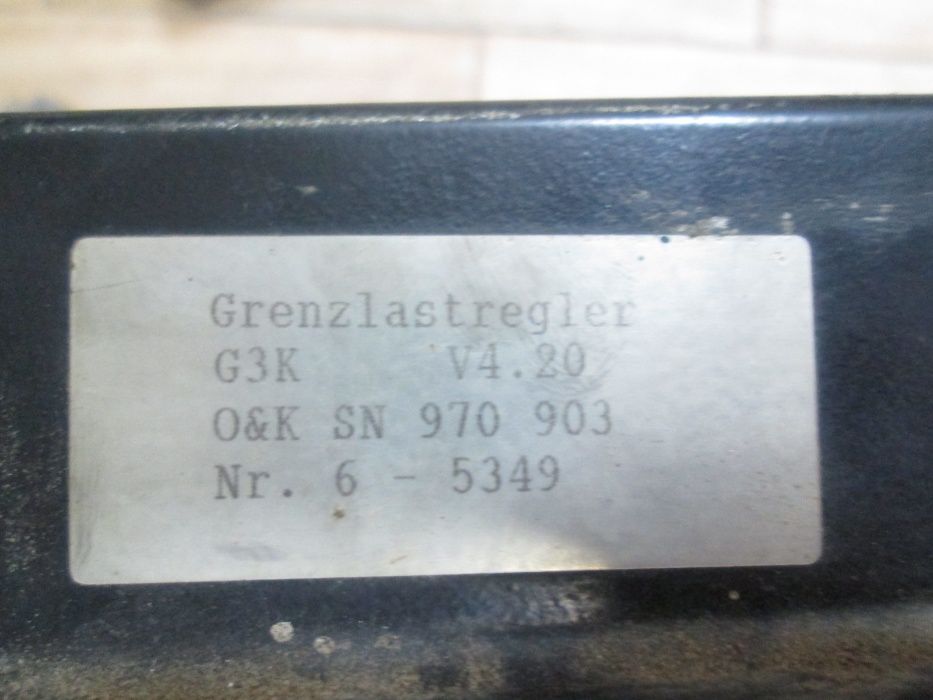 Grenzlastregler
G3K V4.20
O&K SN 970 903
Nr. 6 - 5349